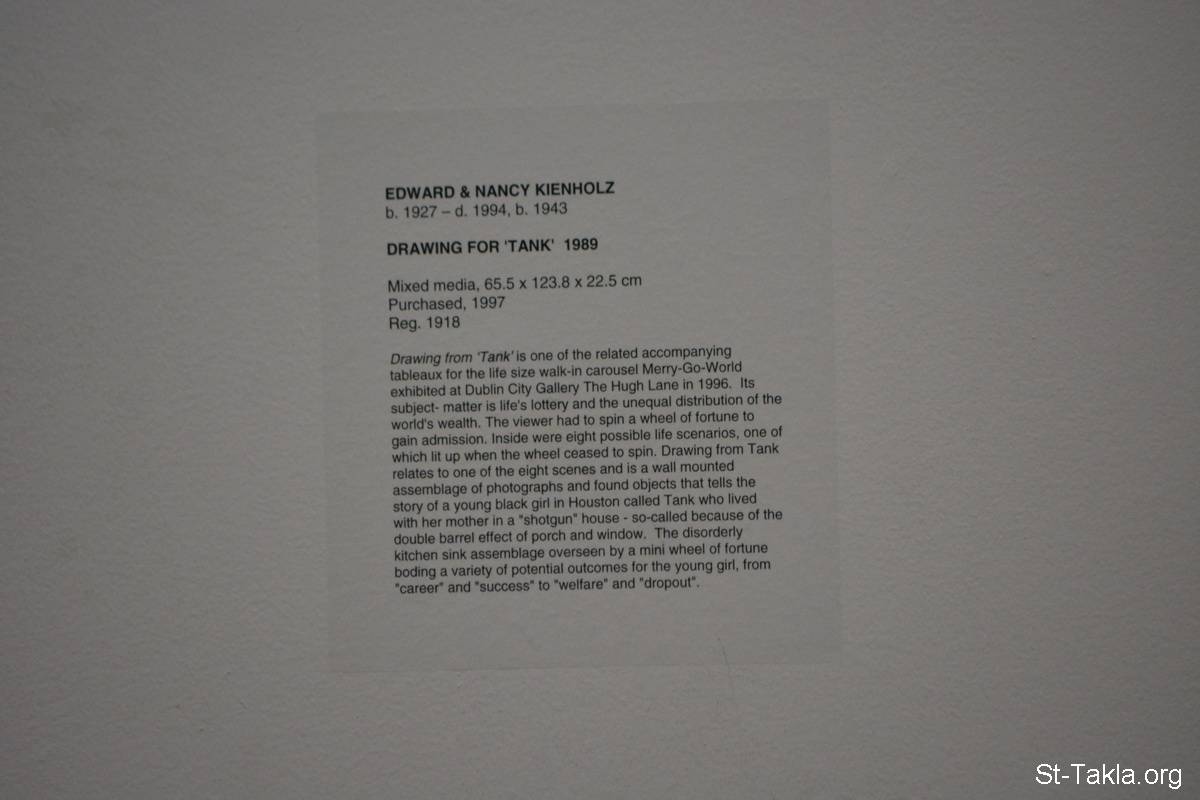 EDWARD & NANCY KIENHOLZ
b. 1927 – d. 1994, b. 1943
DRAWING FOR 'TANK' 1989
Mixed media, 65.5 x 123.8 x 22.5 cm
Purchased, 1997
Reg. 1918
Drawing from 'Tank' is one of the related accompanying
tableaux for the life size walk-in carousel Merry-Go-World
exhibited at Dublin City Gallery The Hugh Lane in 1996. Its
subject- matter is life's lottery and the unequal distribution of the
world's wealth. The viewer had to spin a wheel of fortune to
gain admission. Inside were eight possible life scenarios, one of
which lit up when the wheel ceased to spin. Drawing from Tank
relates to one of the eight scenes and is a wall mounted
assemblage of photographs and found objects that tells the
story of a young black girl in Houston called Tank who lived
with her mother in a "shotgun" house - so-called because of the
double barrel effect of porch and window. The disorderly
kitchen sink assemblage overseen by a mini wheel of fortune
boding a variety of potential outcomes for the young girl, from
"career" and "success" to "welfare" and "dropout".
St-Takla.org